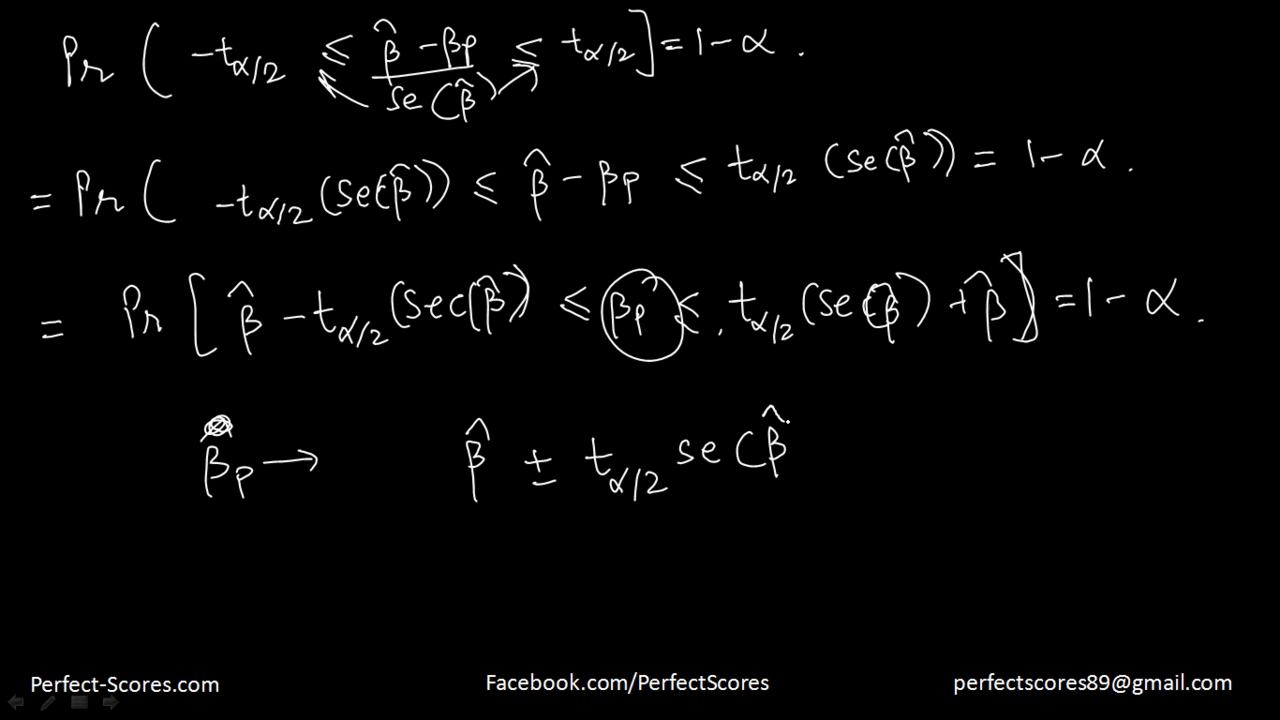 Pr ( -tα/2 ≤ (β̂ - βp)/se(β̂) ≤ tα/2 ] = 1 - α .
= Pr ( -tα/2 (se(β̂)) ≤ β̂ - βp ≤ tα/2 (se(β̂)) = 1 - α .
= Pr [ β̂ - tα/2 (se(β̂)) ≤ βp ≤ . tα/2 (se(β̂) + β̂ ] = 1 - α .
βp → β̂ ± tα/2 se(β̂
Perfect-Scores.com Facebook.com/PerfectScores perfectscores89@gmail.com